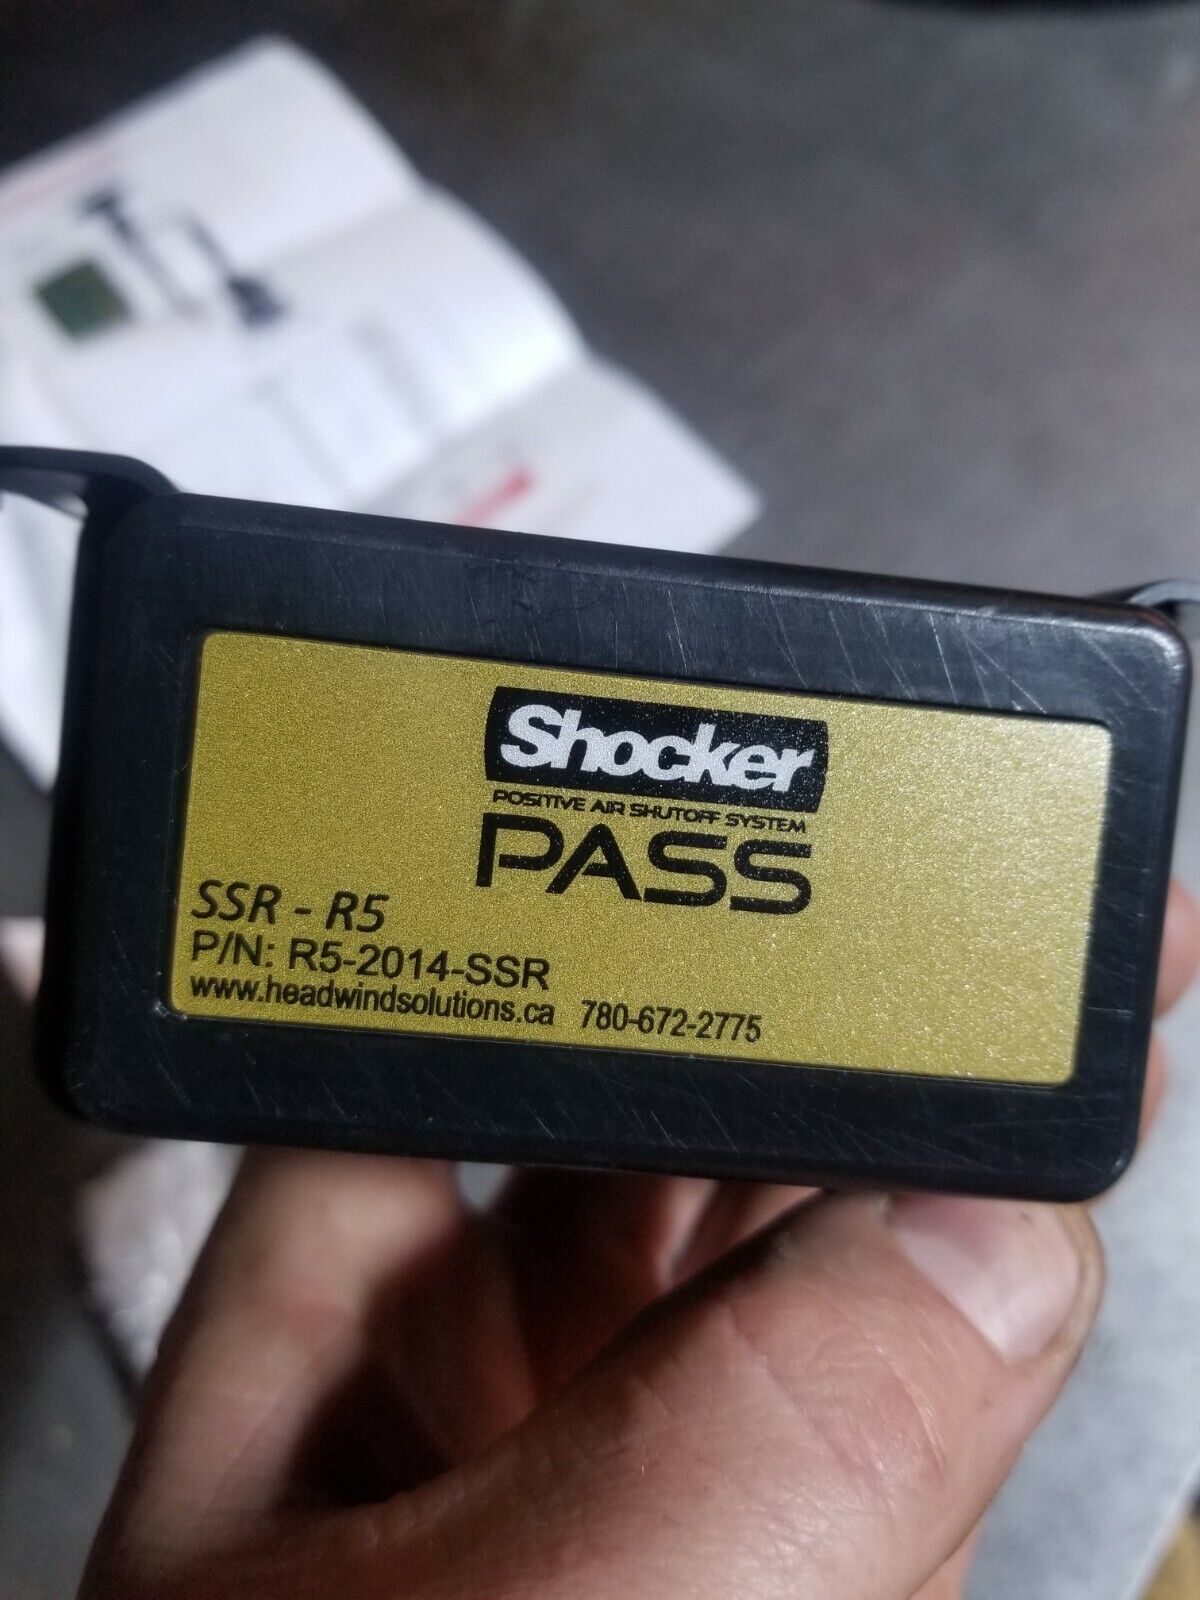 Shocker
POSITIVE AIR SHUTOFF SYSTEM
PASS
SSR - R5
P/N: R5-2014-SSR
www.headwindsolutions.ca 780-672-2775